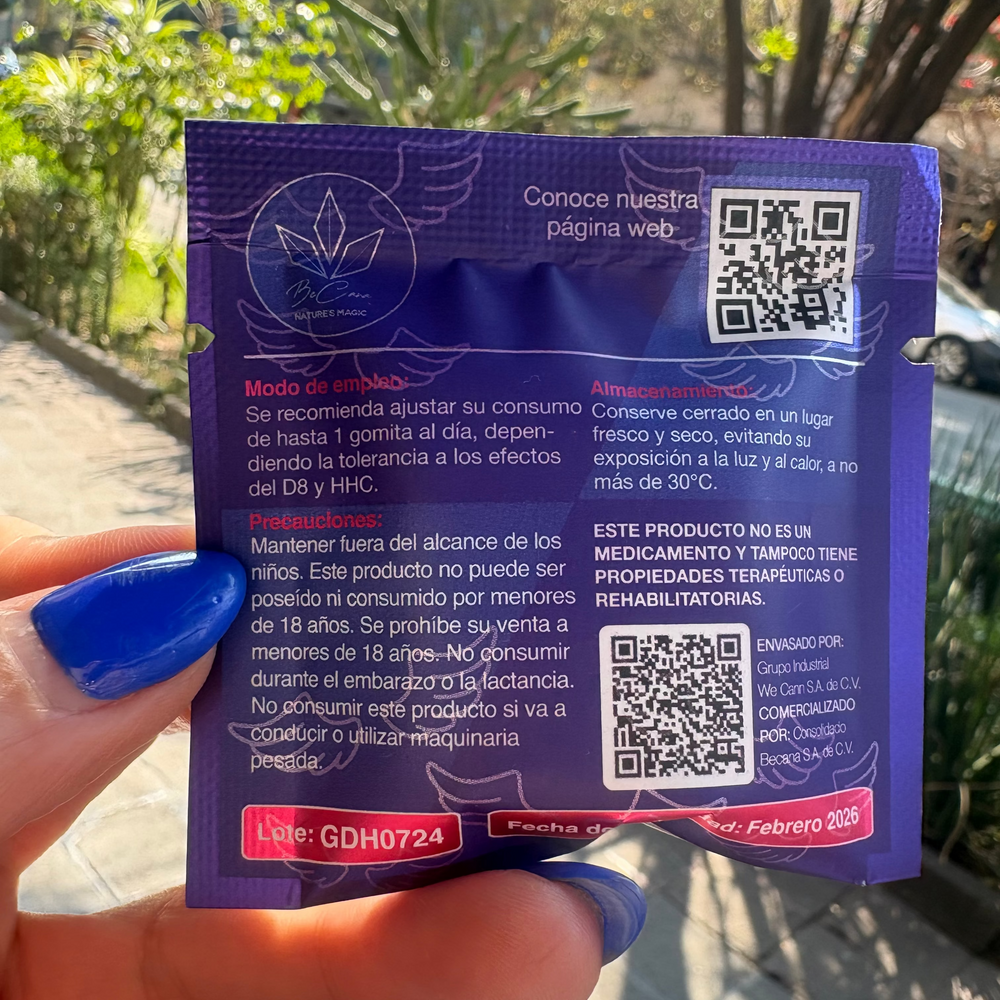 Conoce nuestra
página web
BeCana
NATURE'S MAGIC
Modo de empleo:
Se recomienda ajustar su consumo
de hasta 1 gomita al día, depen-
diendo la tolerancia a los efectos
del D8 y HHC.
Precauciones:
Mantener fuera del alcance de los
niños. Este producto no puede ser
poseído ni consumido por menores
de 18 años. Se prohíbe su venta a
menores de 18 años. No consumir
durante el embarazo o la lactancia.
No consumir este producto si va a
conducir o utilizar maquinaria
pesada.
Almacenamiento:
Conserve cerrado en un lugar
fresco y seco, evitando su
exposición a la luz y al calor, a no
más de 30°C.
ESTE PRODUCTO NO ES UN
MEDICAMENTO Y TAMPOCO TIENE
PROPIEDADES TERAPÉUTICAS O
REHABILITATORIAS.
ENVASADO POR:
Grupo Industrial
We Cann S.A. de C.V.
COMERCIALIZADO
POR: Consolidado
Becana S.A. de C.V.
Lote: GDH0724
Fecha de Febrero 2026